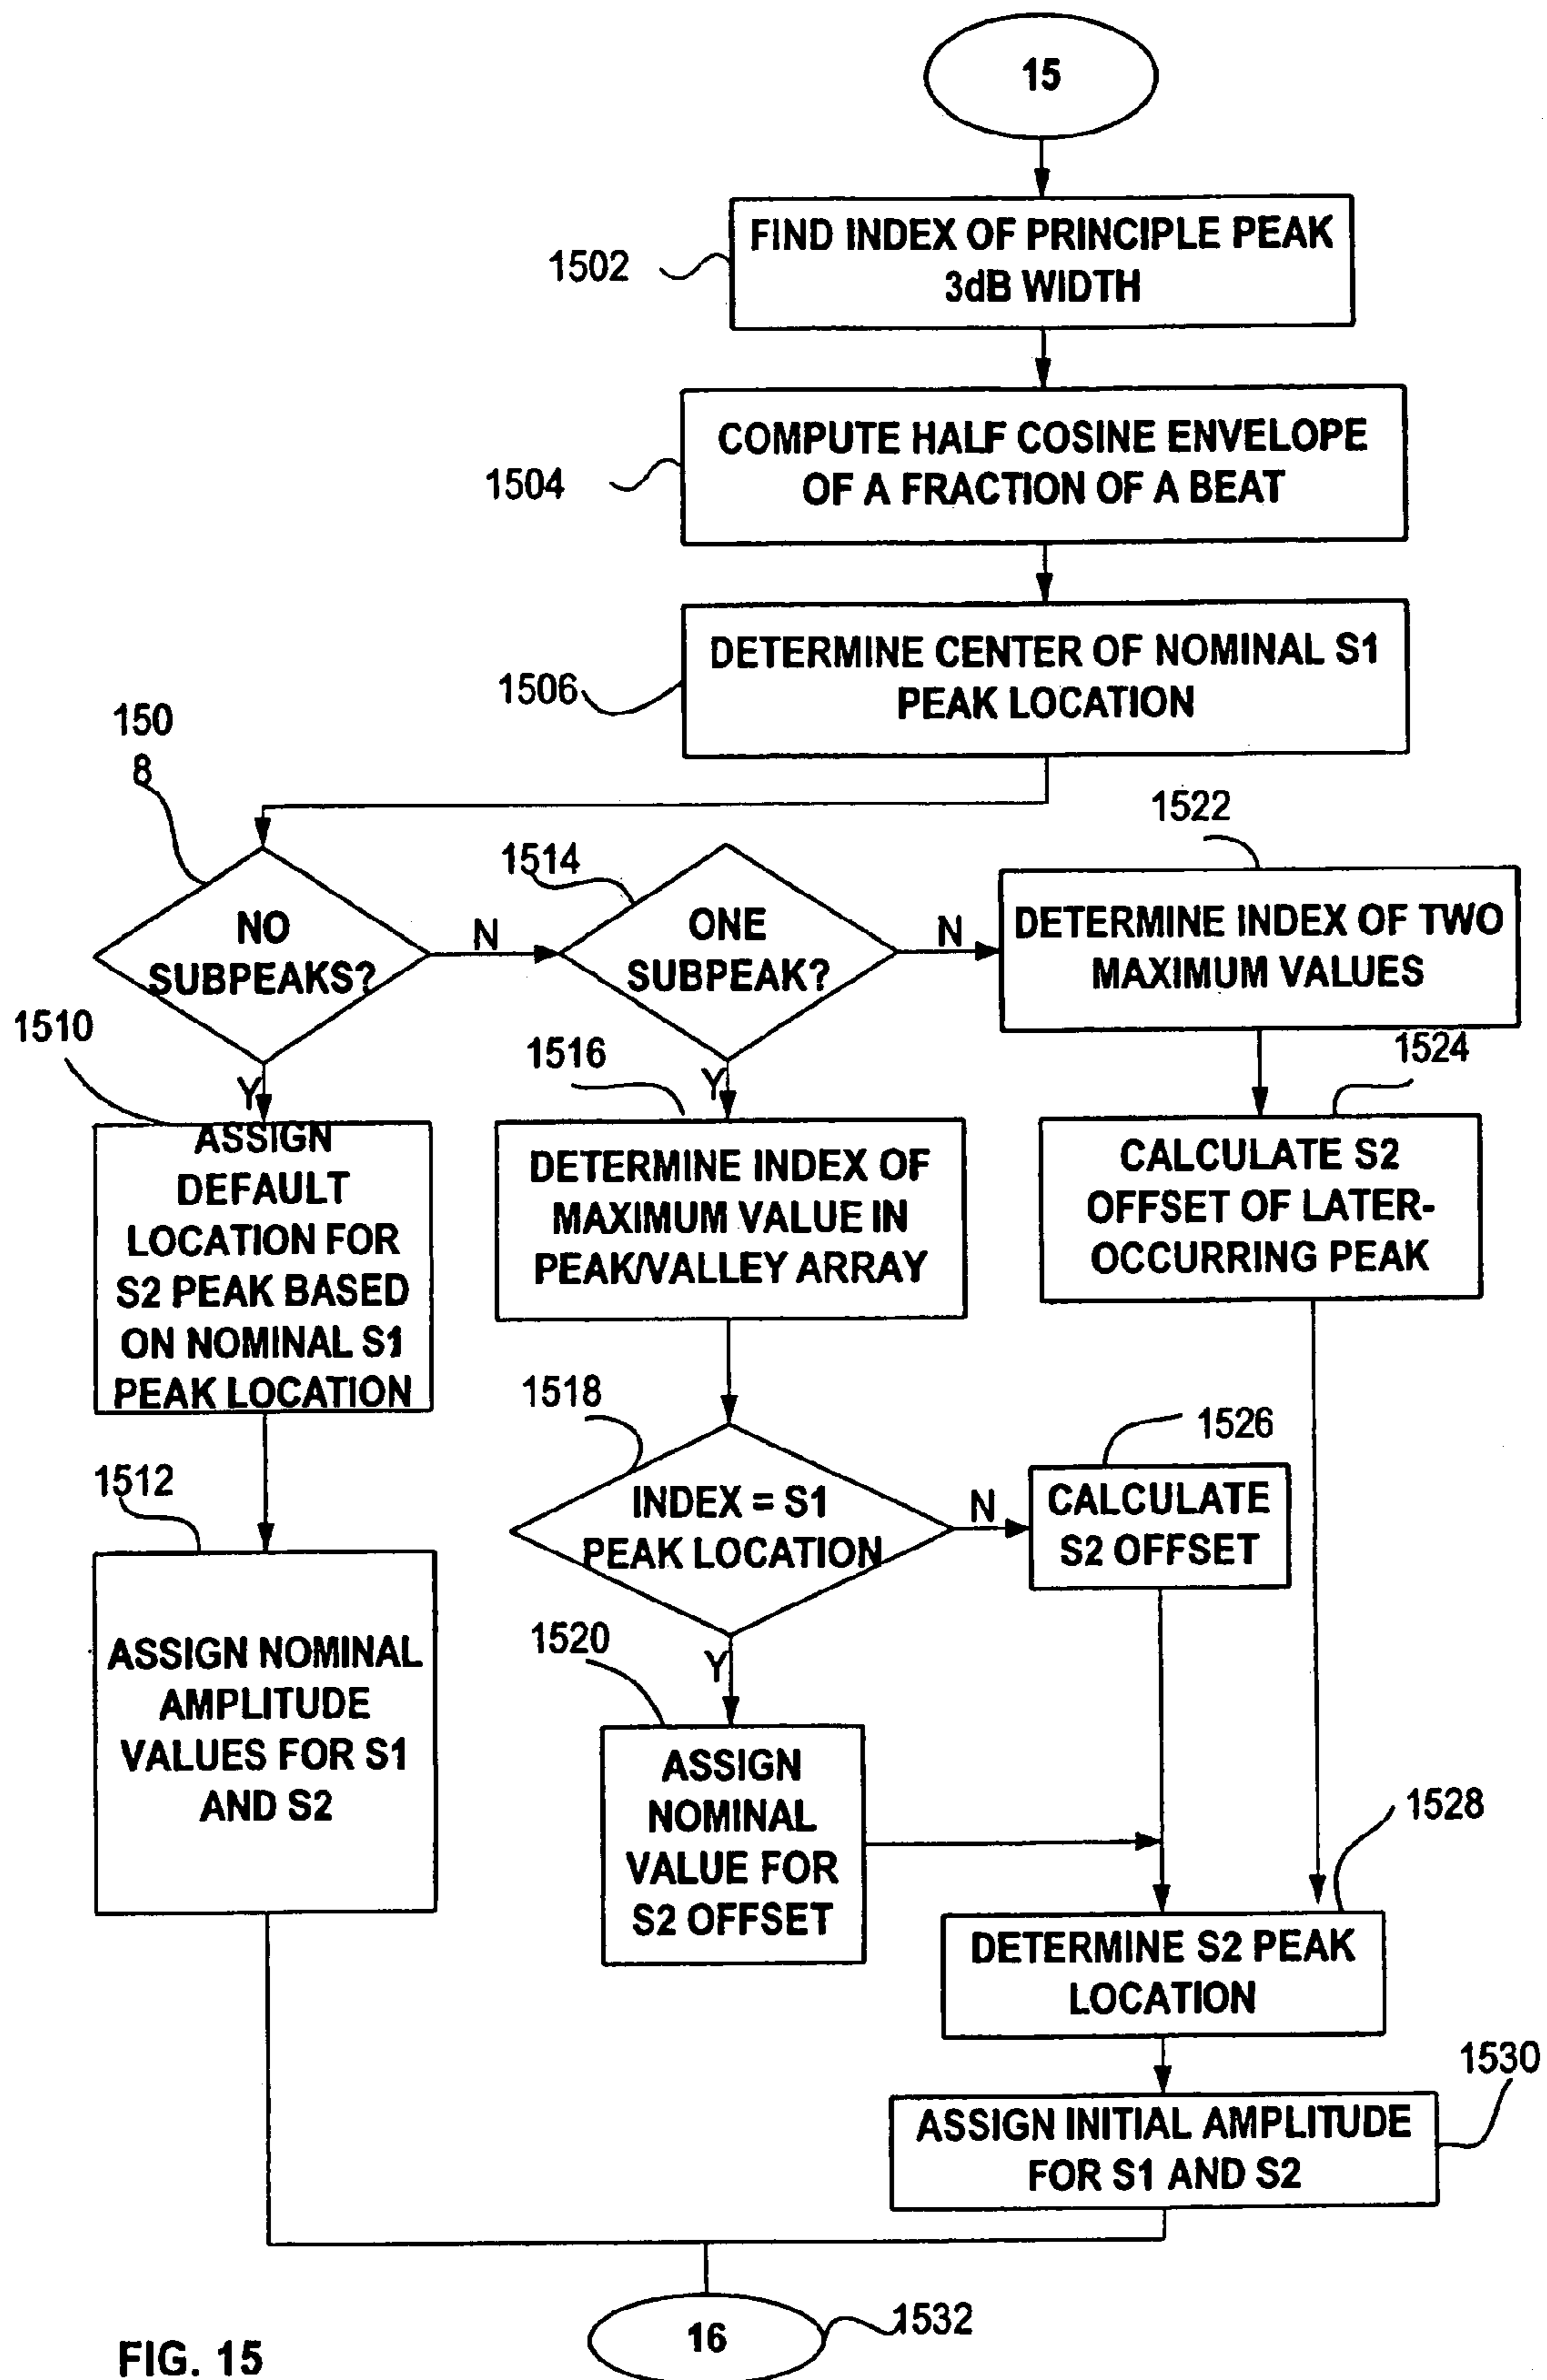 15
FIND INDEX OF PRINCIPLE PEAK
3dB WIDTH
1502
COMPUTE HALF COSINE ENVELOPE
OF A FRACTION OF A BEAT
1504
DETERMINE CENTER OF NOMINAL S1
PEAK LOCATION
1506
150
8
NO
SUBPEAKS?
N
Y
1514
ONE
SUBPEAK?
N
Y
1522
DETERMINE INDEX OF TWO
MAXIMUM VALUES
1510
ASSIGN
DEFAULT
LOCATION FOR
S2 PEAK BASED
ON NOMINAL S1
PEAK LOCATION
1516
DETERMINE INDEX OF
MAXIMUM VALUE IN
PEAK/VALLEY ARRAY
1524
CALCULATE S2
OFFSET OF LATER-
OCCURRING PEAK
1512
ASSIGN NOMINAL
AMPLITUDE
VALUES FOR S1
AND S2
1518
INDEX = S1
PEAK LOCATION
N
Y
1526
CALCULATE
S2 OFFSET
1520
ASSIGN
NOMINAL
VALUE FOR
S2 OFFSET
1528
DETERMINE S2 PEAK
LOCATION
1530
ASSIGN INITIAL AMPLITUDE
FOR S1 AND S2
16
1532
FIG. 15